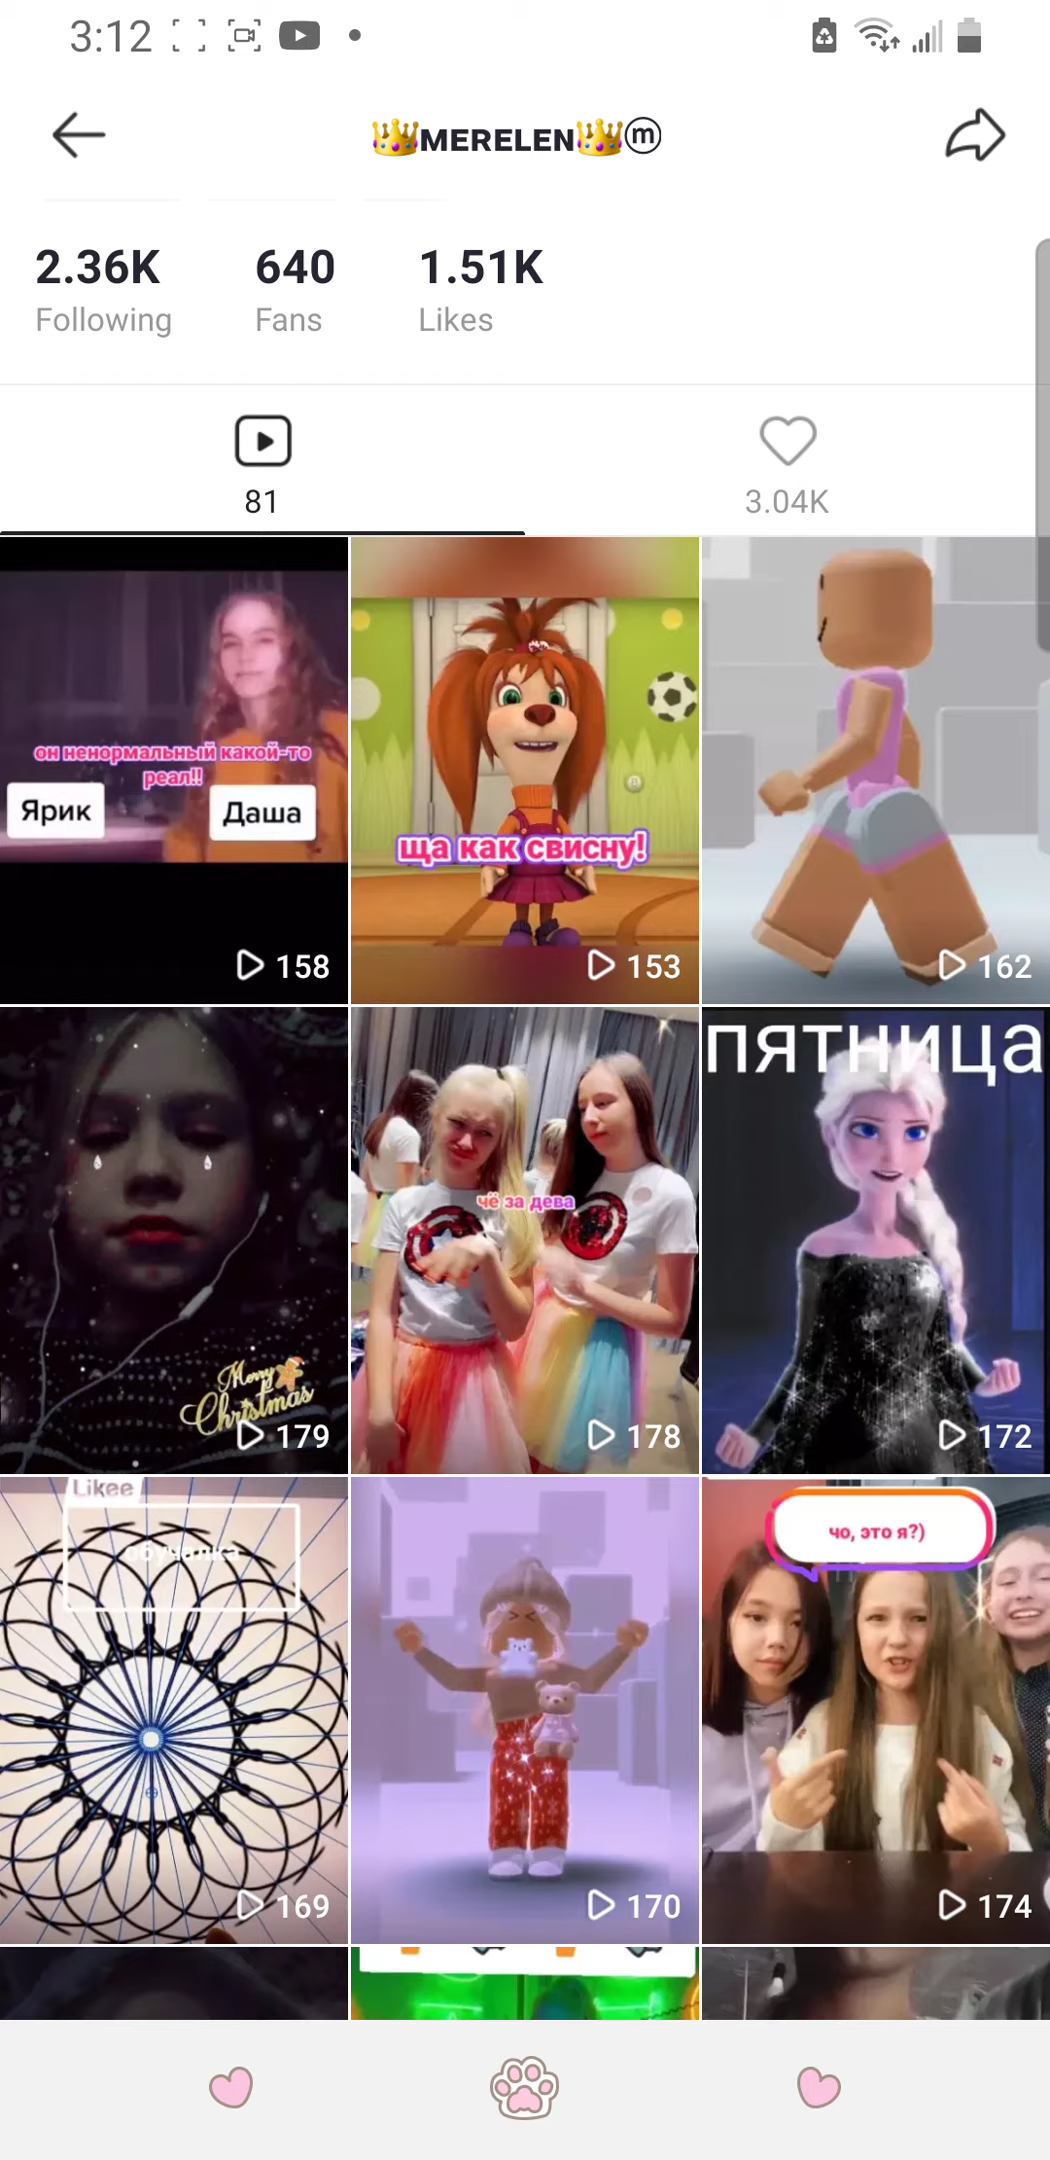 3:12
👑MERELEN👑ⓜ
2.36K 640 1.51K
Following Fans Likes
81 3.04K
он ненормальный какой-то
реал!!
Ярик Даша
158
ща как свисну!
153
162
Merry
Christmas
179
чё за дева
178
пятница
172
Likee
обучалка
169
170
чо, это я?)
174